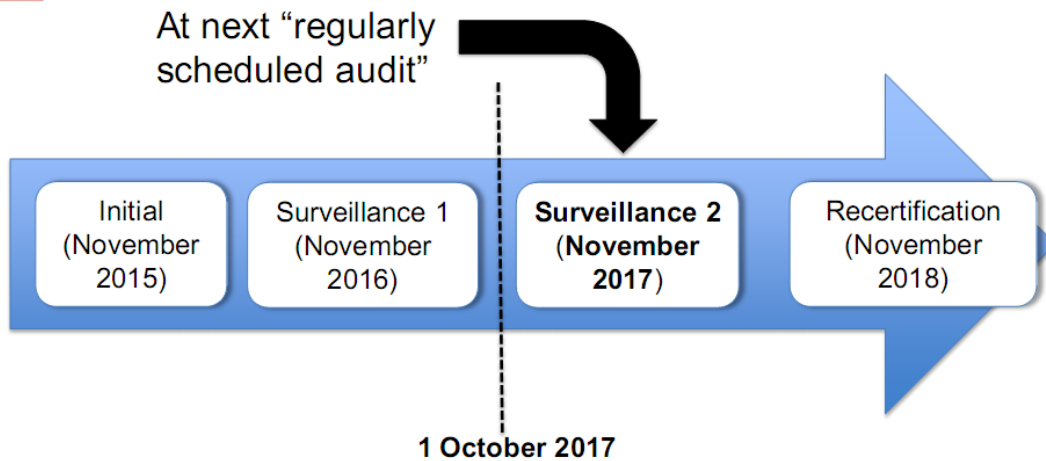 At next “regularly
scheduled audit”
Initial
(November
2015)
Surveillance 1
(November
2016)
Surveillance 2
(November
2017)
Recertification
(November
2018)
1 October 2017